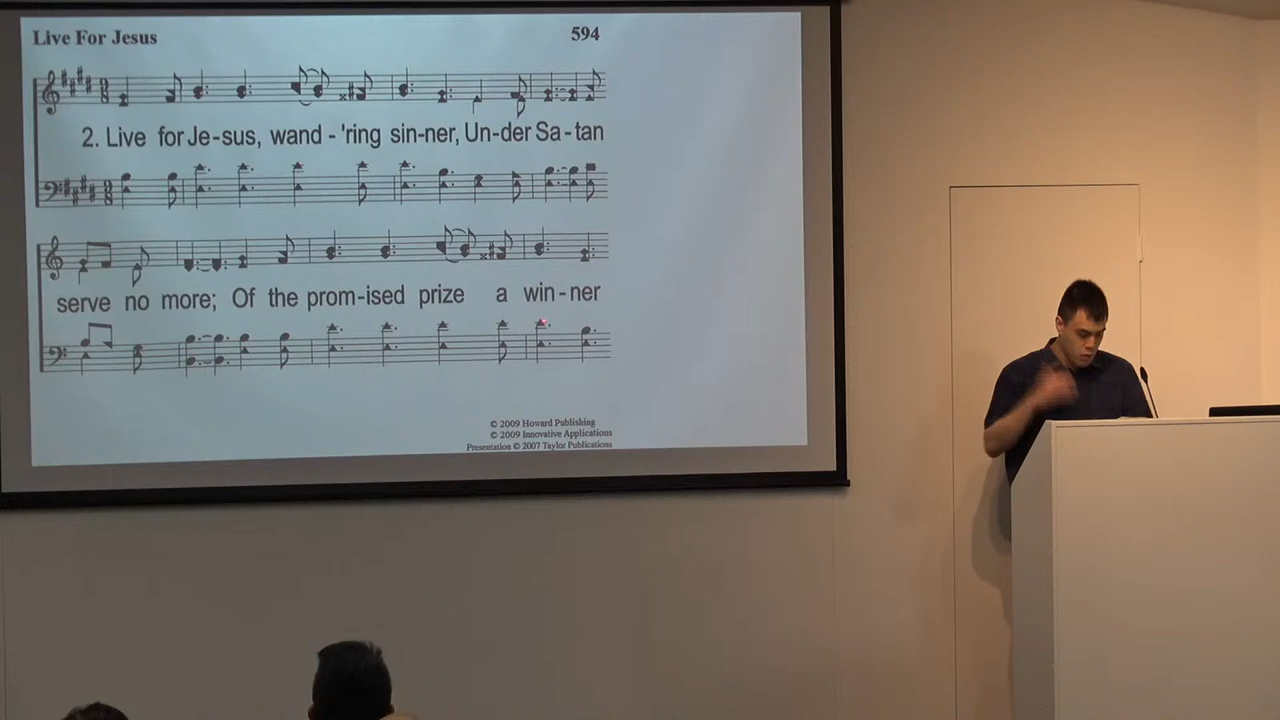 Live For Jesus 594
2. Live for Je-sus, wand - 'ring sin-ner, Un-der Sa-tan
serve no more; Of the prom-ised prize a win-ner
© 2009 Howard Publishing
© 2009 Innovative Applications
Presentation © 2007 Taylor Publications